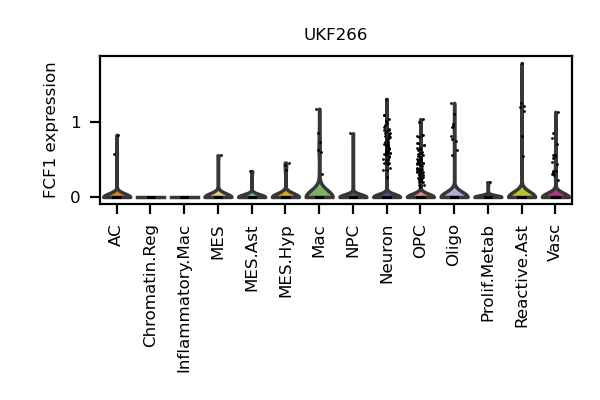 UKF266
FCF1 expression
1
0
AC
Chromatin.Reg
Inflammatory.Mac
MES
MES.Ast
MES.Hyp
Mac
NPC
Neuron
OPC
Oligo
Prolif.Metab
Reactive.Ast
Vasc